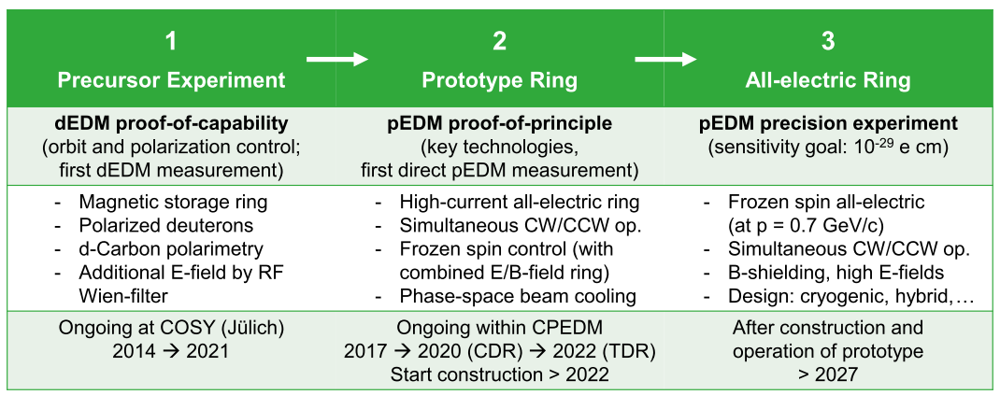 1
Precursor Experiment
2
Prototype Ring
3
All-electric Ring
dEDM proof-of-capability
(orbit and polarization control;
first dEDM measurement)
pEDM proof-of-principle
(key technologies,
first direct pEDM measurement)
pEDM precision experiment
(sensitivity goal: 10⁻²⁹ e cm)
- Magnetic storage ring
- Polarized deuterons
- d-Carbon polarimetry
- Additional E-field by RF
Wien-filter
- High-current all-electric ring
- Simultaneous CW/CCW op.
- Frozen spin control (with
combined E/B-field ring)
- Phase-space beam cooling
- Frozen spin all-electric
(at p = 0.7 GeV/c)
- Simultaneous CW/CCW op.
- B-shielding, high E-fields
- Design: cryogenic, hybrid,…
Ongoing at COSY (Jülich)
2014 → 2021
Ongoing within CPEDM
2017 → 2020 (CDR) → 2022 (TDR)
Start construction > 2022
After construction and
operation of prototype
> 2027